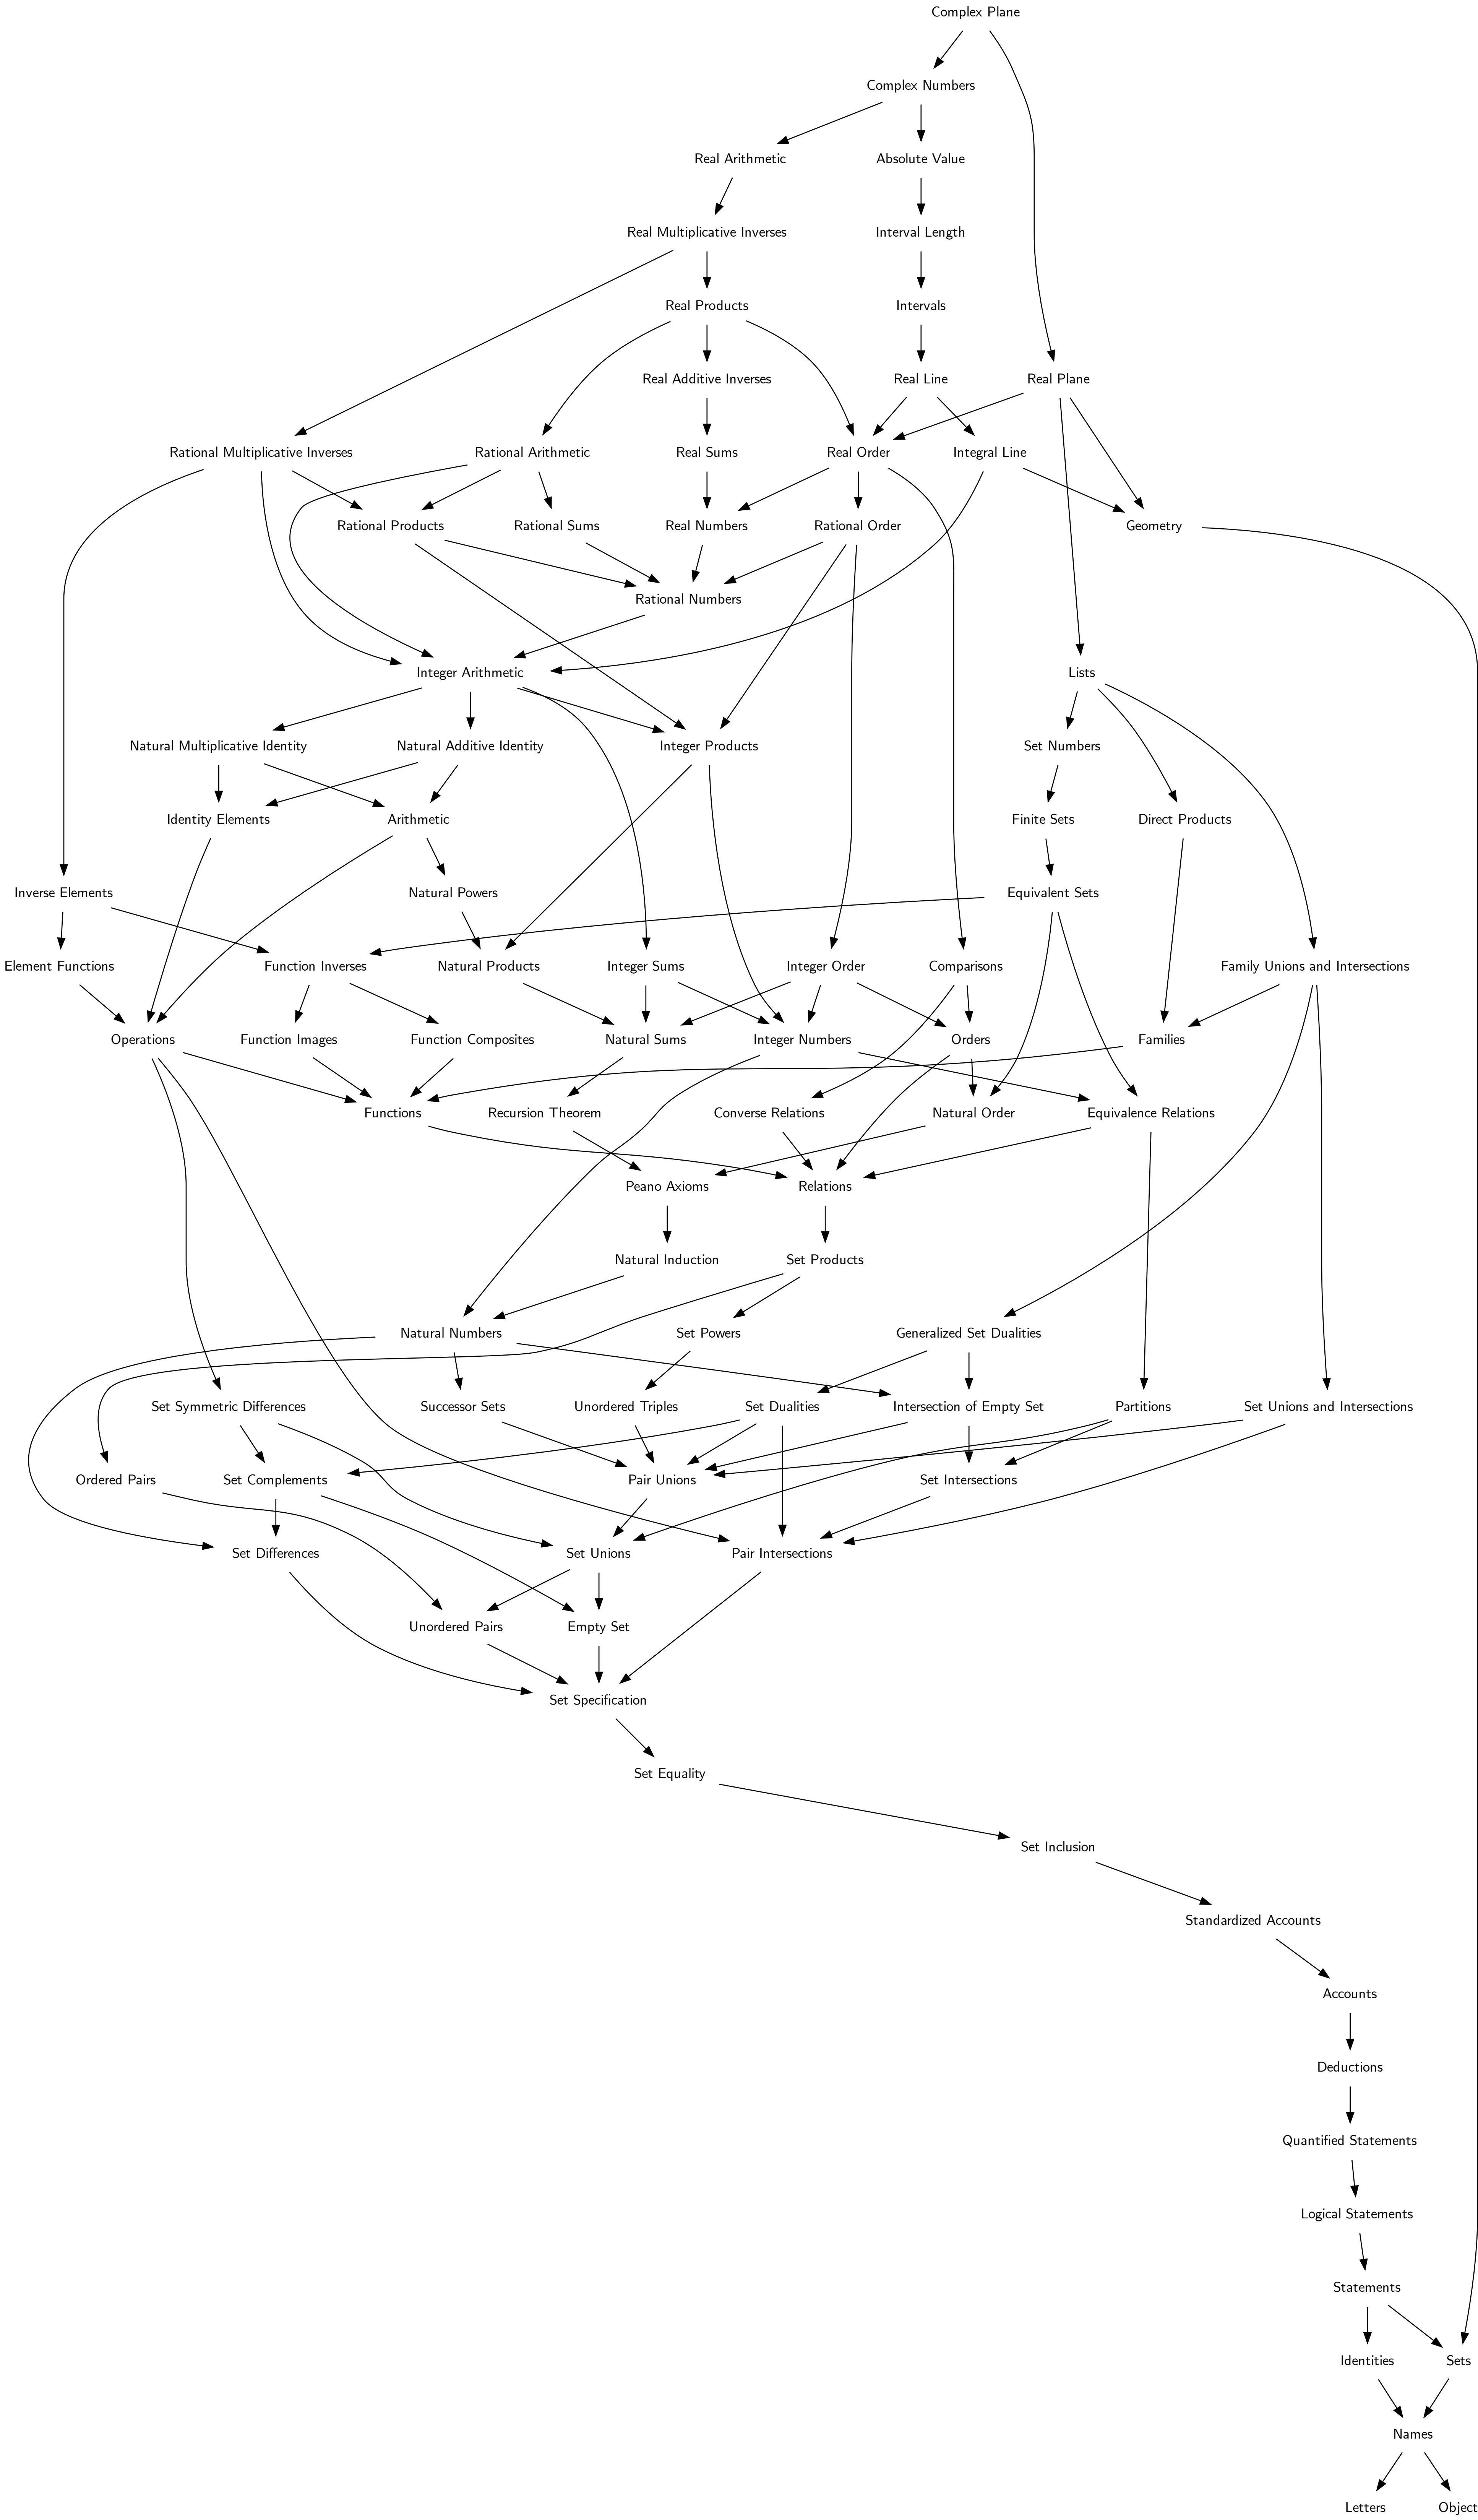 Complex Plane
Complex Numbers
Real Arithmetic
Absolute Value
Real Multiplicative Inverses
Interval Length
Real Products
Intervals
Real Additive Inverses
Real Line
Real Plane
Rational Multiplicative Inverses
Rational Arithmetic
Real Sums
Real Order
Integral Line
Rational Products
Rational Sums
Real Numbers
Rational Order
Geometry
Rational Numbers
Integer Arithmetic
Lists
Natural Multiplicative Identity
Natural Additive Identity
Integer Products
Set Numbers
Identity Elements
Arithmetic
Finite Sets
Direct Products
Inverse Elements
Natural Powers
Equivalent Sets
Element Functions
Function Inverses
Natural Products
Integer Sums
Integer Order
Comparisons
Family Unions and Intersections
Operations
Function Images
Function Composites
Natural Sums
Integer Numbers
Orders
Families
Functions
Recursion Theorem
Converse Relations
Natural Order
Equivalence Relations
Peano Axioms
Relations
Natural Induction
Set Products
Natural Numbers
Set Powers
Generalized Set Dualities
Set Symmetric Differences
Successor Sets
Unordered Triples
Set Dualities
Intersection of Empty Set
Partitions
Set Unions and Intersections
Ordered Pairs
Set Complements
Pair Unions
Set Intersections
Set Differences
Set Unions
Pair Intersections
Unordered Pairs
Empty Set
Set Specification
Set Equality
Set Inclusion
Standardized Accounts
Accounts
Deductions
Quantified Statements
Logical Statements
Statements
Identities
Sets
Names
Letters
Object